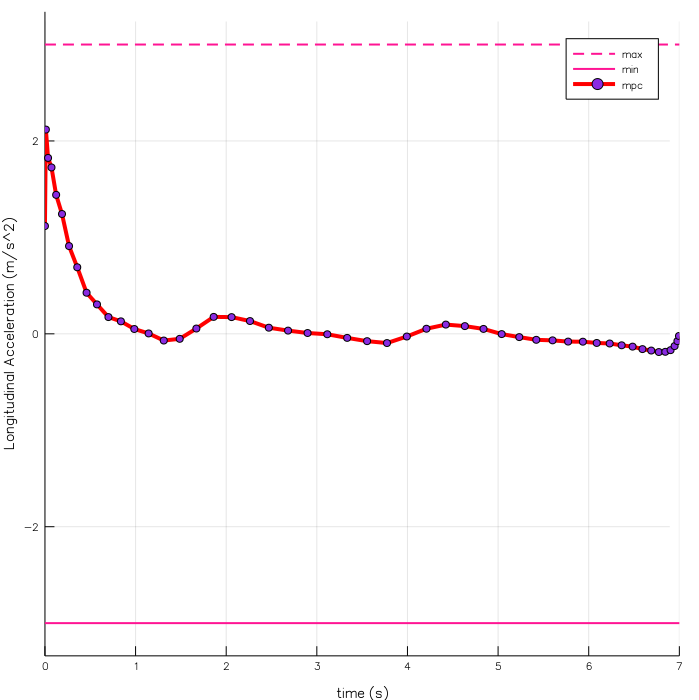 max
min
mpc
2
0
−2
Longitudinal Acceleration (m/s^2)
0 1 2 3 4 5 6 7
time (s)